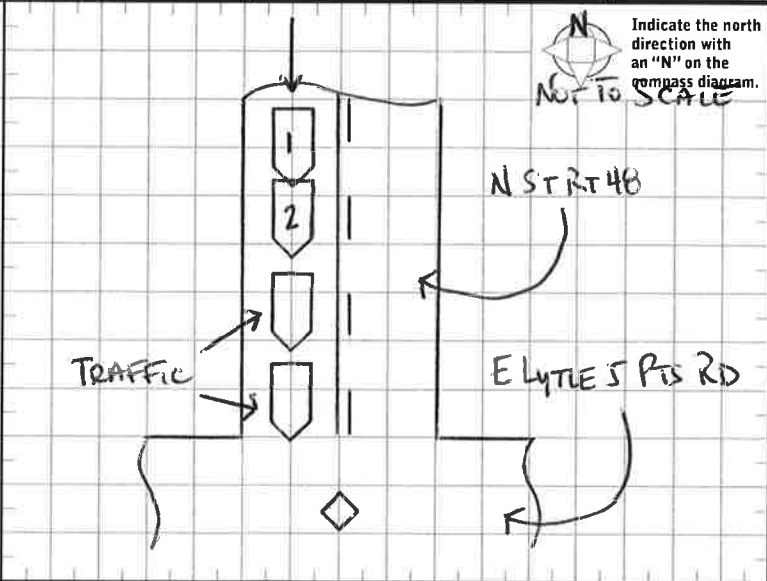 N
Indicate the north
direction with
an "N" on the
compass diagram.
NOT TO SCALE
1
2
N ST RT 48
TRAFFIC
E LYTLE 5 PTS RD